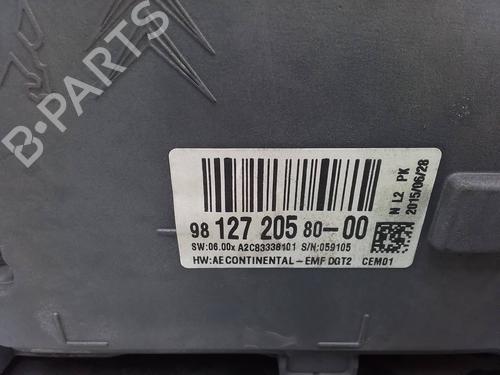 B-PARTS
98 127 205 80-00
SW:06.00x A2C83338101 S/N:059105
HW:AE CONTINENTAL-EMF DGT2 CEM01
N L2 PK
2015/06/28